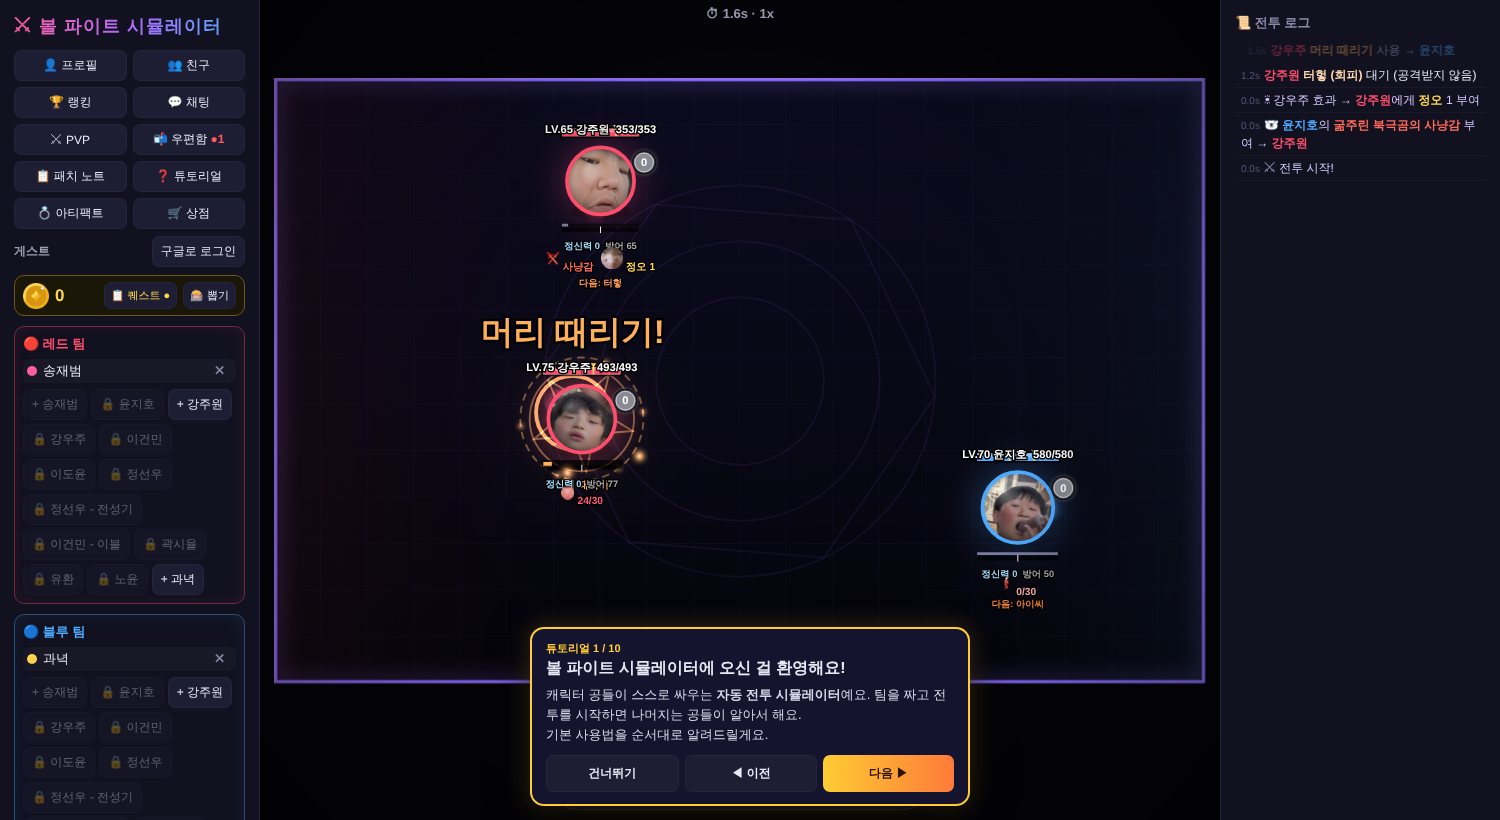 ⚔ 볼 파이트 시뮬레이터
👤 프로필
👥 친구
🏆 랭킹
💬 채팅
⚔ PVP
📬 우편함 ●1
📋 패치 노트
❓ 튜토리얼
💍 아티팩트
🛒 상점
게스트
구글로 로그인
0
📋 퀘스트 ●
🎰 뽑기
🔴 레드 팀
송재범 ✕
+ 송재범
🔒 윤지호
+ 강주원
🔒 강우주
🔒 이건민
🔒 이도윤
🔒 정선우
🔒 정선우 - 전성기
🔒 이건민 - 이불
🔒 곽시율
🔒 유환
🔒 노윤
+ 과녁
🔵 블루 팀
과녁 ✕
+ 송재범
🔒 윤지호
+ 강주원
🔒 강우주
🔒 이건민
🔒 이도윤
🔒 정선우
🔒 정선우 - 전성기
⏱ 1.6s · 1x
LV.65 강주원 353/353
0
정신력 0 방어 65
사냥감
정오 1
다음: 터헣
머리 때리기!
LV.75 강우주 493/493
0
정신력 0 방어 77
24/30
LV.70 윤지호 580/580
0
정신력 0 방어 50
0/30
다음: 아이씨
튜토리얼 1 / 10
볼 파이트 시뮬레이터에 오신 걸 환영해요!
캐릭터 공들이 스스로 싸우는 자동 전투 시뮬레이터예요. 팀을 짜고 전
투를 시작하면 나머지는 공들이 알아서 해요.
기본 사용법을 순서대로 알려드릴게요.
건너뛰기
◀ 이전
다음 ▶
📜 전투 로그
1.5s 강우주 머리 때리기 사용 → 윤지호
1.2s 강주원 터헣 (회피) 대기 (공격받지 않음)
0.0s 강우주 효과 → 강주원에게 정오 1 부여
0.0s 🐻‍❄️ 윤지호의 굶주린 북극곰의 사냥감 부
여 → 강주원
0.0s ⚔ 전투 시작!